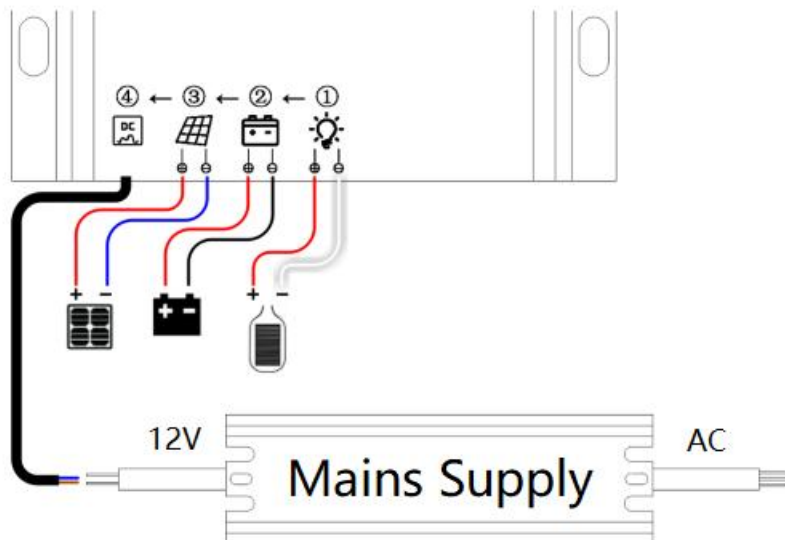 ④ ← ③ ← ② ← ①
DC
+ −
+ −
+ −
+ −
12V
AC
Mains Supply